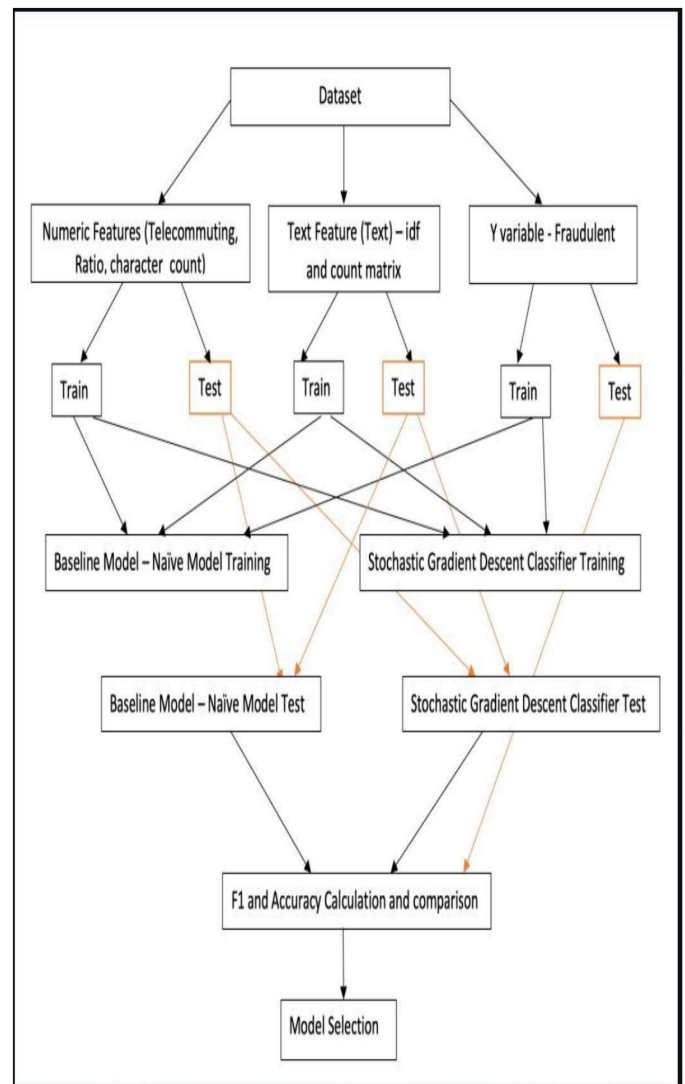 Dataset
Numeric Features (Telecommuting,
Ratio, character count)
Text Feature (Text) – idf
and count matrix
Y variable - Fraudulent
Train
Test
Train
Test
Train
Test
Baseline Model – Naïve Model Training
Stochastic Gradient Descent Classifier Training
Baseline Model – Naïve Model Test
Stochastic Gradient Descent Classifier Test
F1 and Accuracy Calculation and comparison
Model Selection